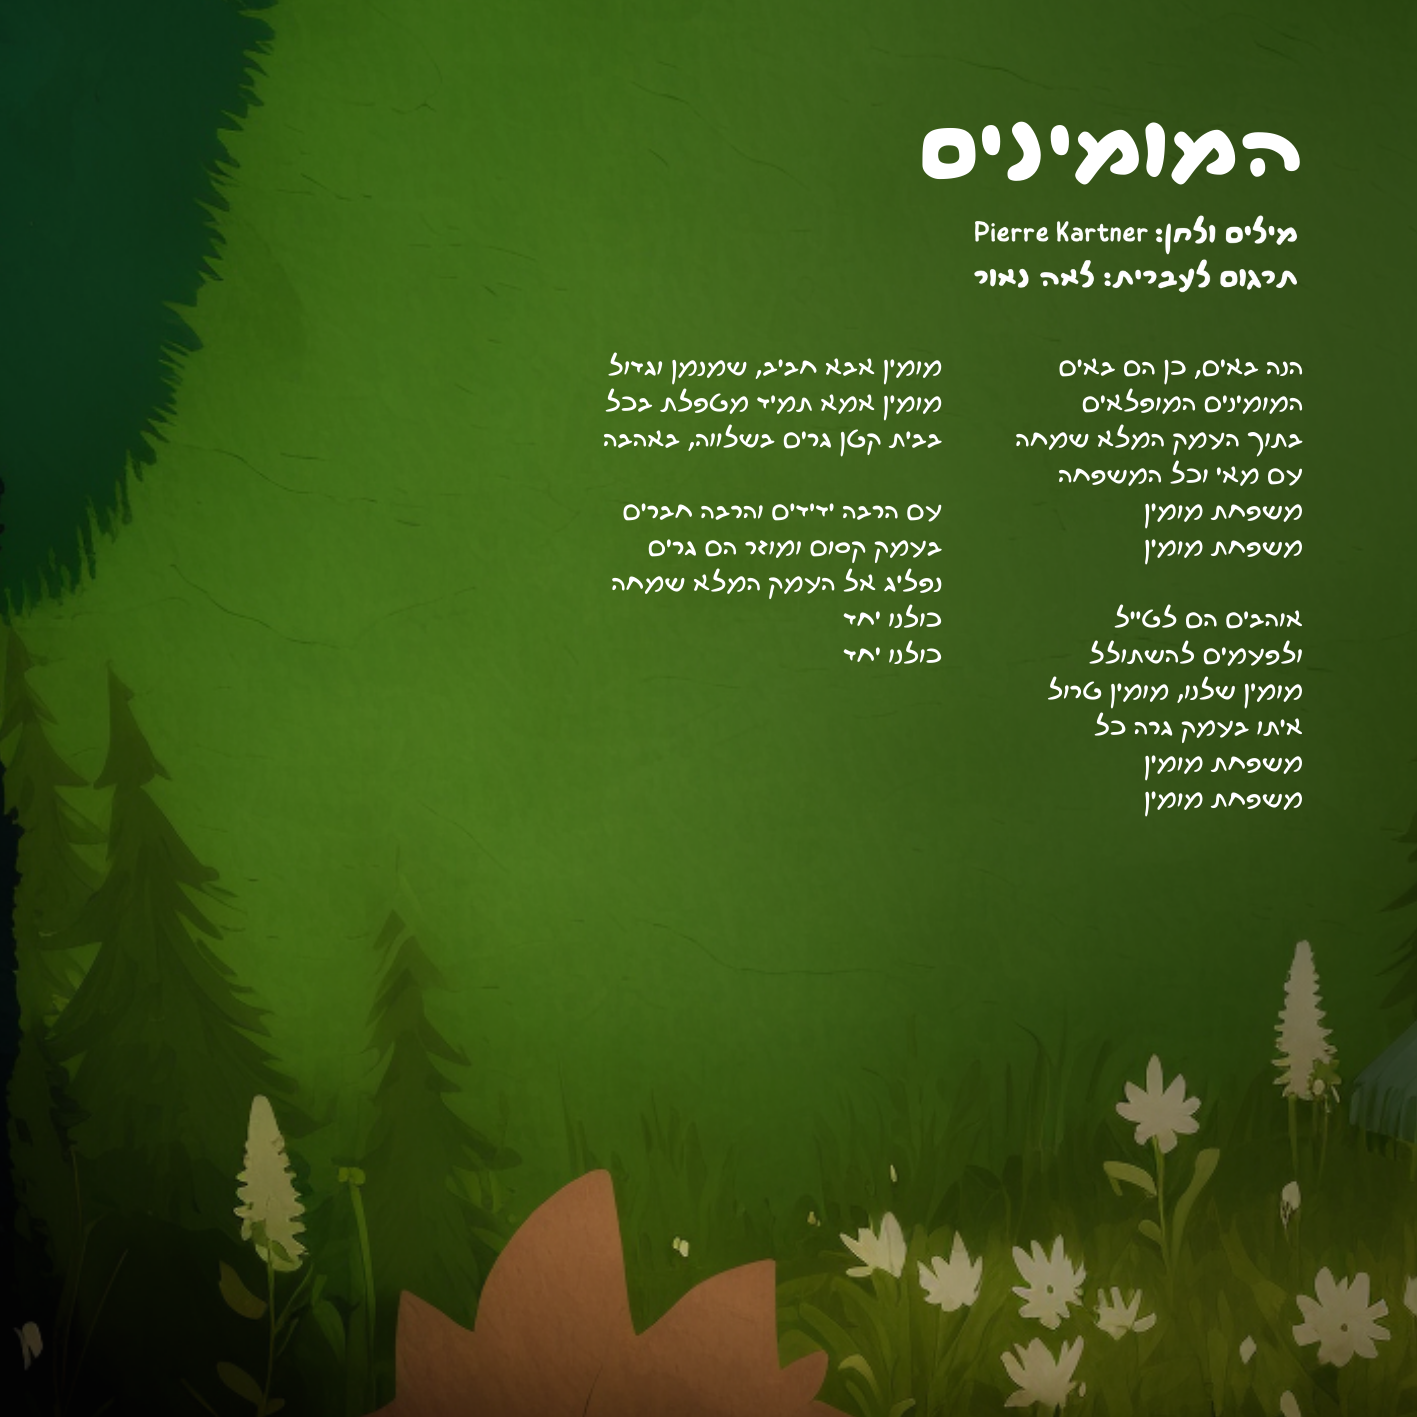 המומינים
מילים ולחן: Pierre Kartner
תרגום לעברית: לאה נאור
הנה באים, כן הם באים
המומינים המופלאים
בתוך העמק המלא שמחה
עם מאי וכל המשפחה
משפחת מומין
משפחת מומין
אוהבים הם לטייל
ולפעמים להשתולל
מומין שלנו, מומין טרול
איתו בעמק גרה כל
משפחת מומין
משפחת מומין
מומין אבא חביב, שמנמן וגדול
מומין אמא תמיד מטפלת בכל
בבית קטן גרים בשלווה, באהבה
עם הרבה ידידים והרבה חברים
בעמק קסום ומוזר הם גרים
נפליג אל העמק המלא שמחה
כולנו יחד
כולנו יחד